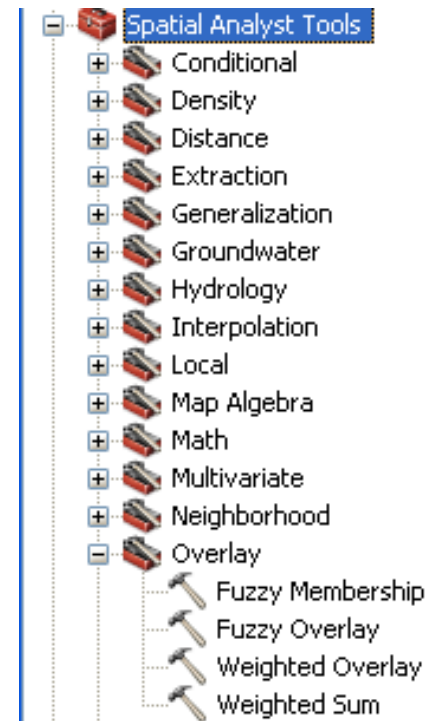 Spatial Analyst Tools
Conditional
Density
Distance
Extraction
Generalization
Groundwater
Hydrology
Interpolation
Local
Map Algebra
Math
Multivariate
Neighborhood
Overlay
Fuzzy Membership
Fuzzy Overlay
Weighted Overlay
Weighted Sum